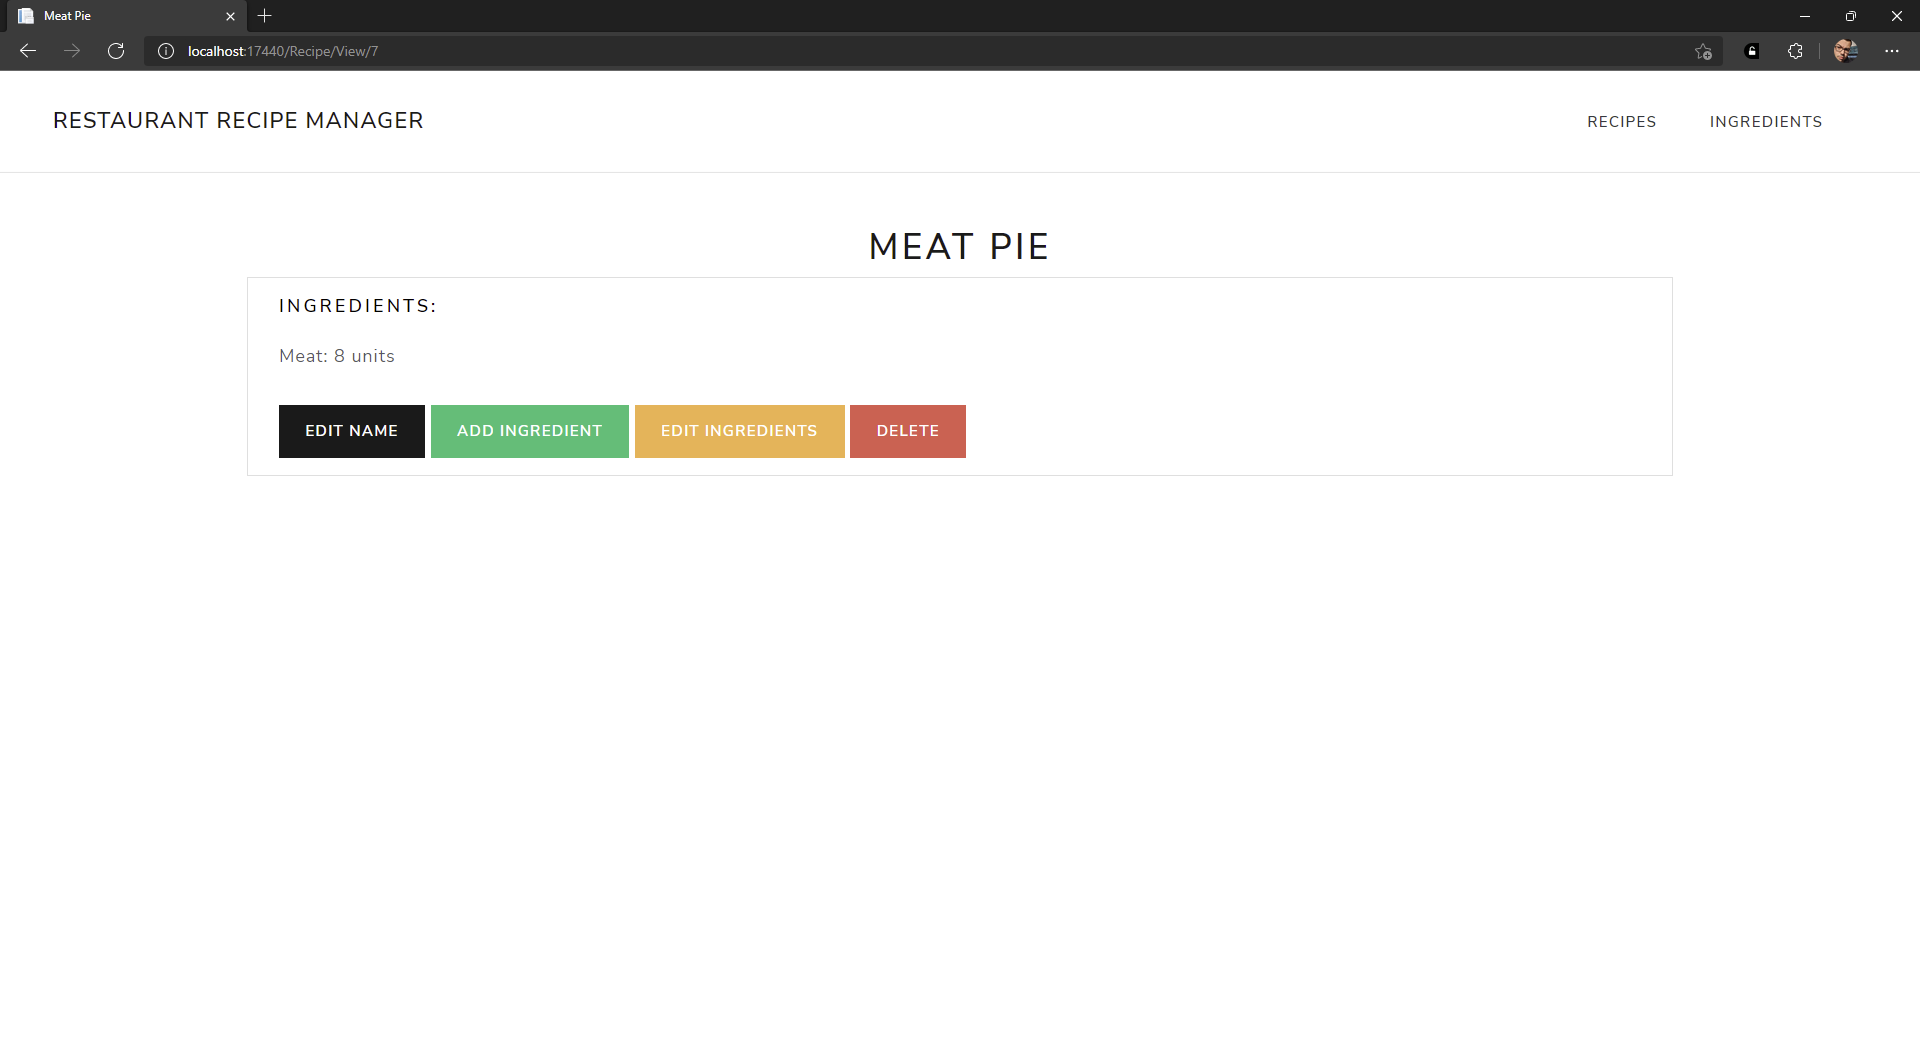 Meat Pie
localhost:17440/Recipe/View/7
RESTAURANT RECIPE MANAGER
RECIPES INGREDIENTS
MEAT PIE
INGREDIENTS:
Meat: 8 units
EDIT NAME ADD INGREDIENT EDIT INGREDIENTS DELETE